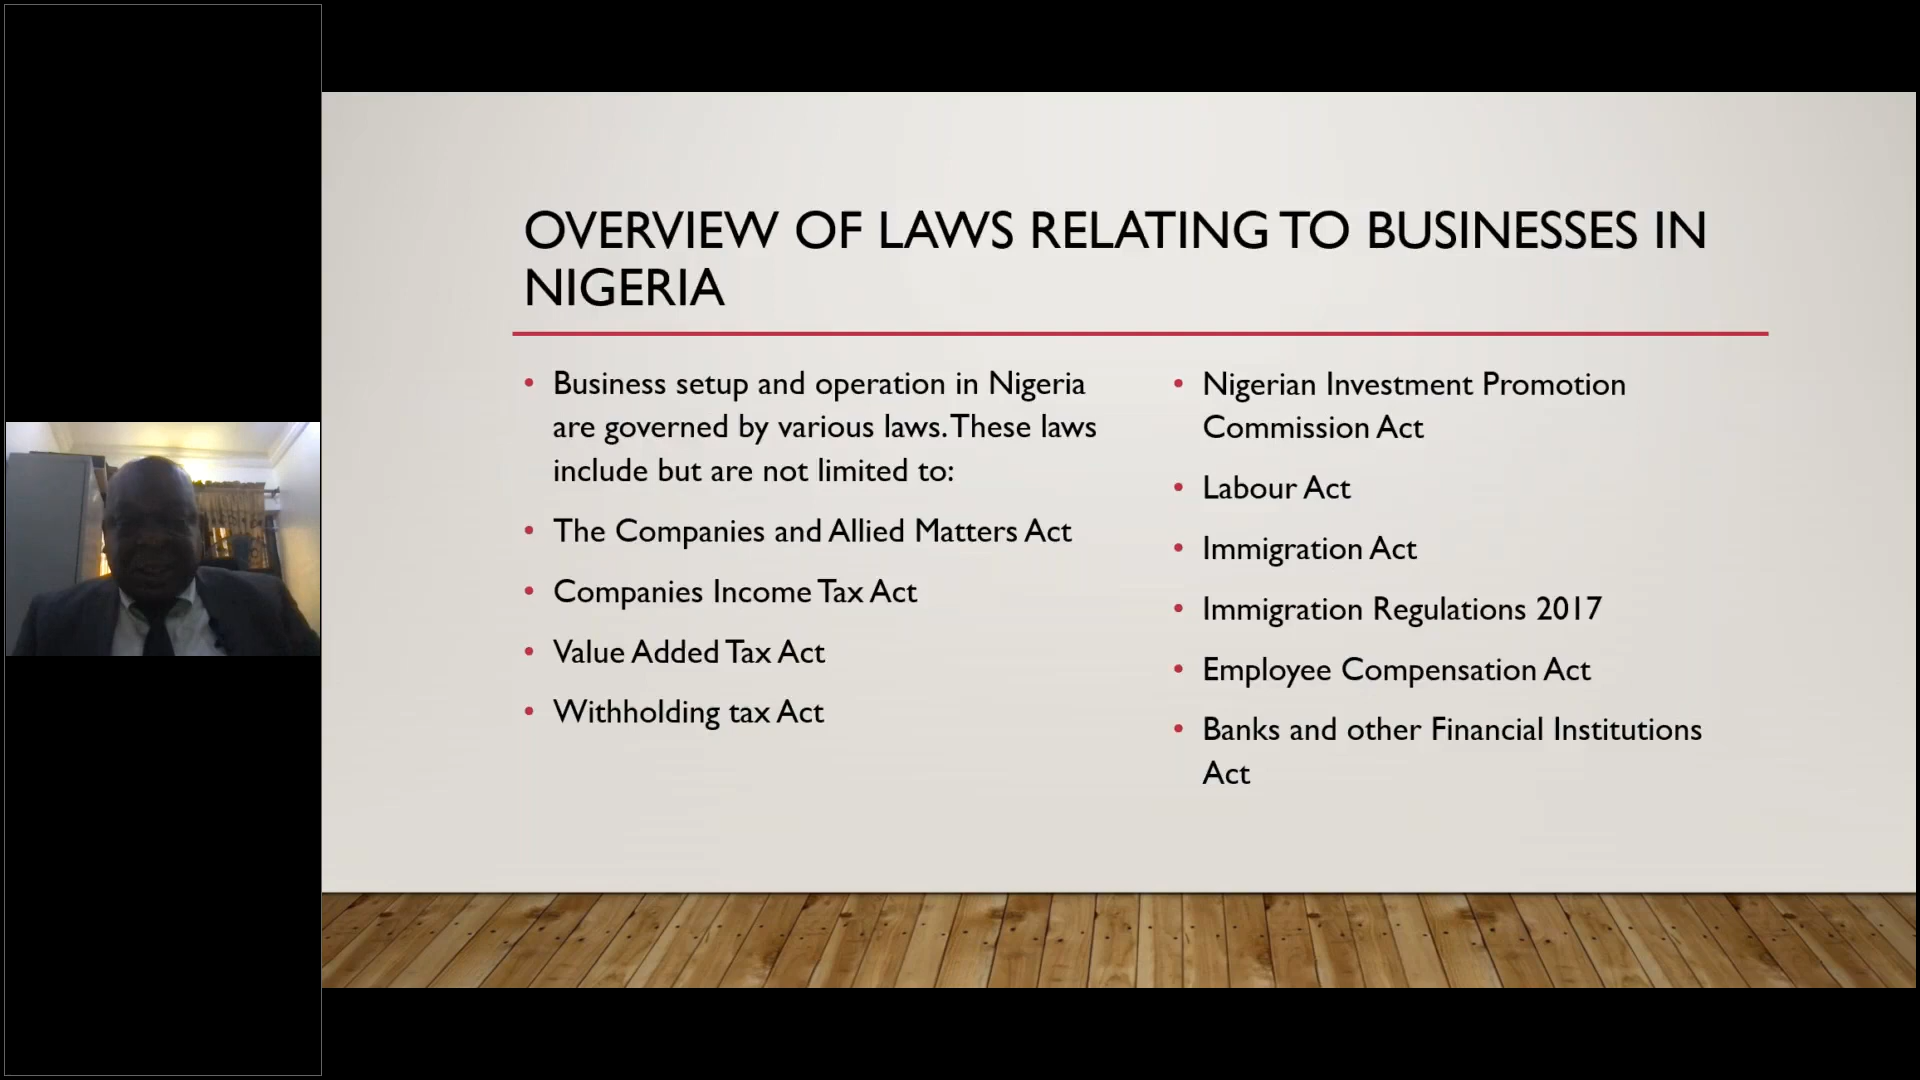 OVERVIEW OF LAWS RELATING TO BUSINESSES IN
NIGERIA
• Business setup and operation in Nigeria
are governed by various laws. These laws
include but are not limited to:
• The Companies and Allied Matters Act
• Companies Income Tax Act
• Value Added Tax Act
• Withholding tax Act
• Nigerian Investment Promotion
Commission Act
• Labour Act
• Immigration Act
• Immigration Regulations 2017
• Employee Compensation Act
• Banks and other Financial Institutions
Act